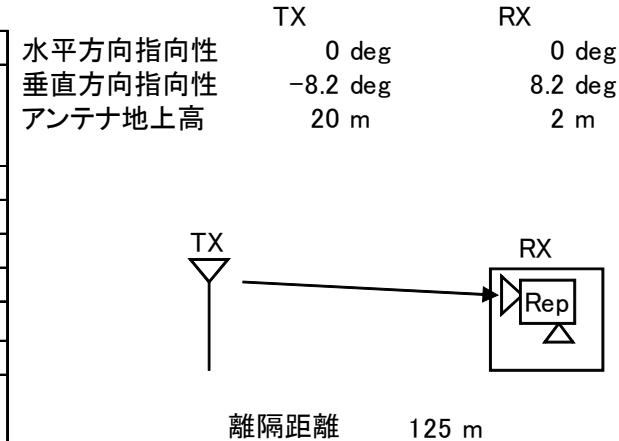 TX RX
水平方向指向性 0 deg 0 deg
垂直方向指向性 -8.2 deg 8.2 deg
アンテナ地上高 20 m 2 m
TX RX
Rep
離隔距離 125 m